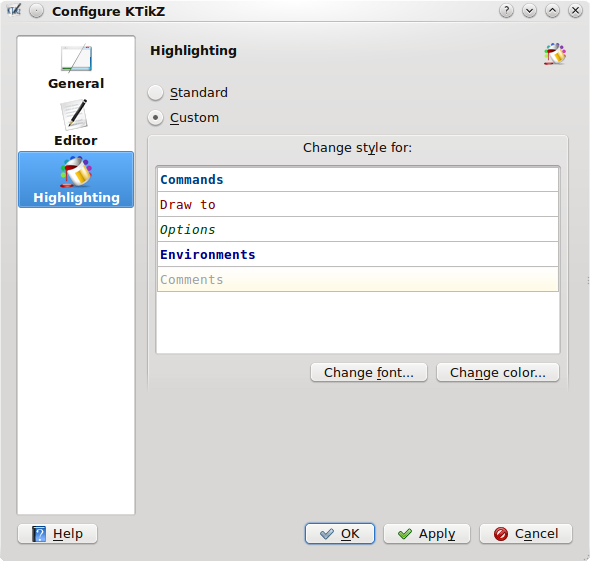 Configure KTikZ
General
Editor
Highlighting
Highlighting
Standard
Custom
Change style for:
Commands
Draw to
Options
Environments
Comments
Change font...
Change color...
Help
OK
Apply
Cancel